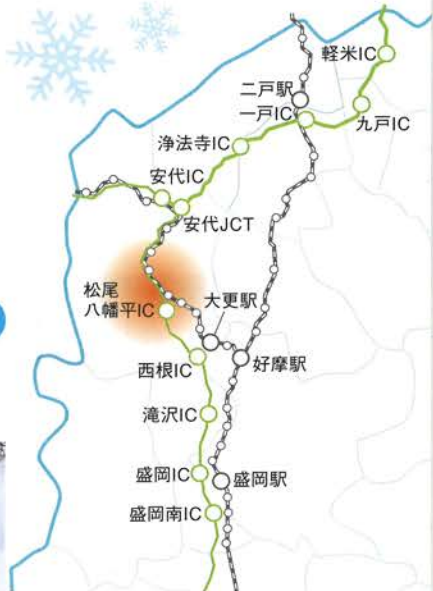 軽米IC
二戸駅
一戸IC
九戸IC
浄法寺IC
安代IC
安代JCT
松尾
八幡平IC
大更駅
西根IC
好摩駅
滝沢IC
盛岡IC
盛岡駅
盛岡南IC